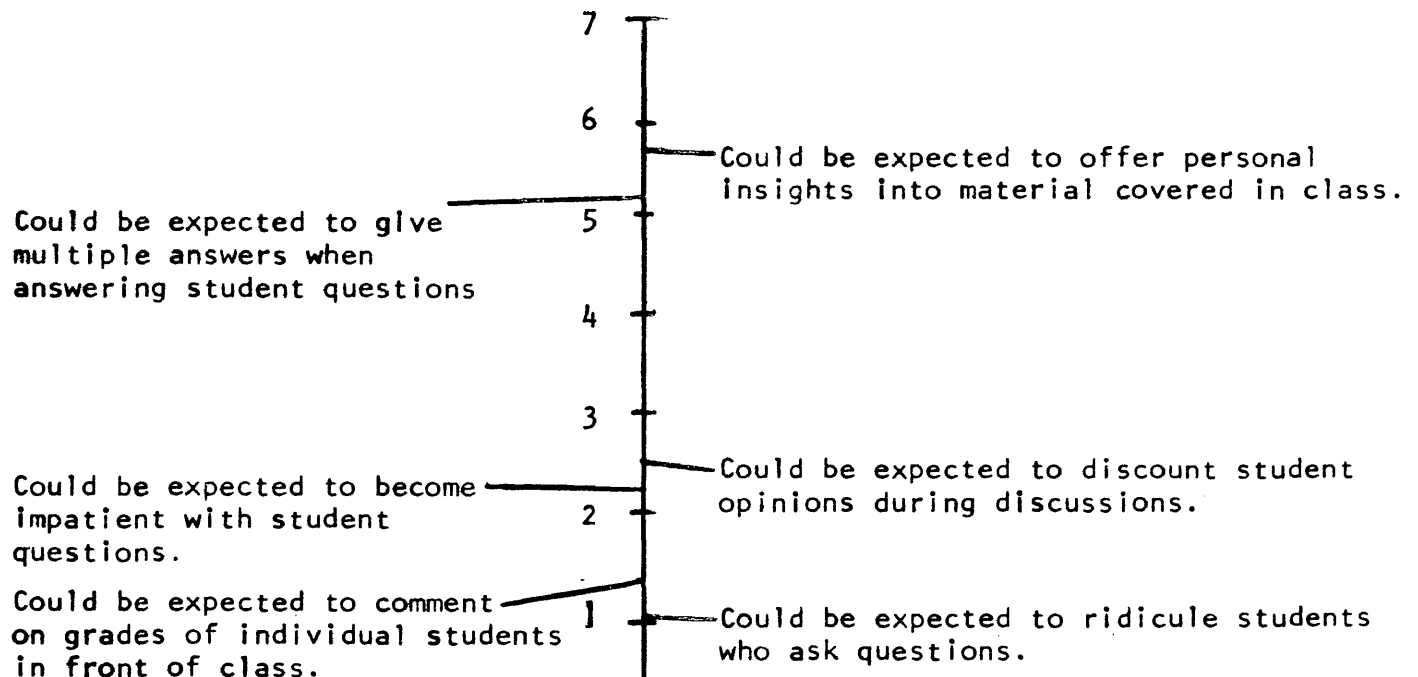 7
6
Could be expected to offer personal
insights into material covered in class.
Could be expected to give
multiple answers when
answering student questions
5
4
3
Could be expected to discount student
opinions during discussions.
Could be expected to become
impatient with student
questions.
2
Could be expected to comment
on grades of individual students
in front of class.
1
Could be expected to ridicule students
who ask questions.